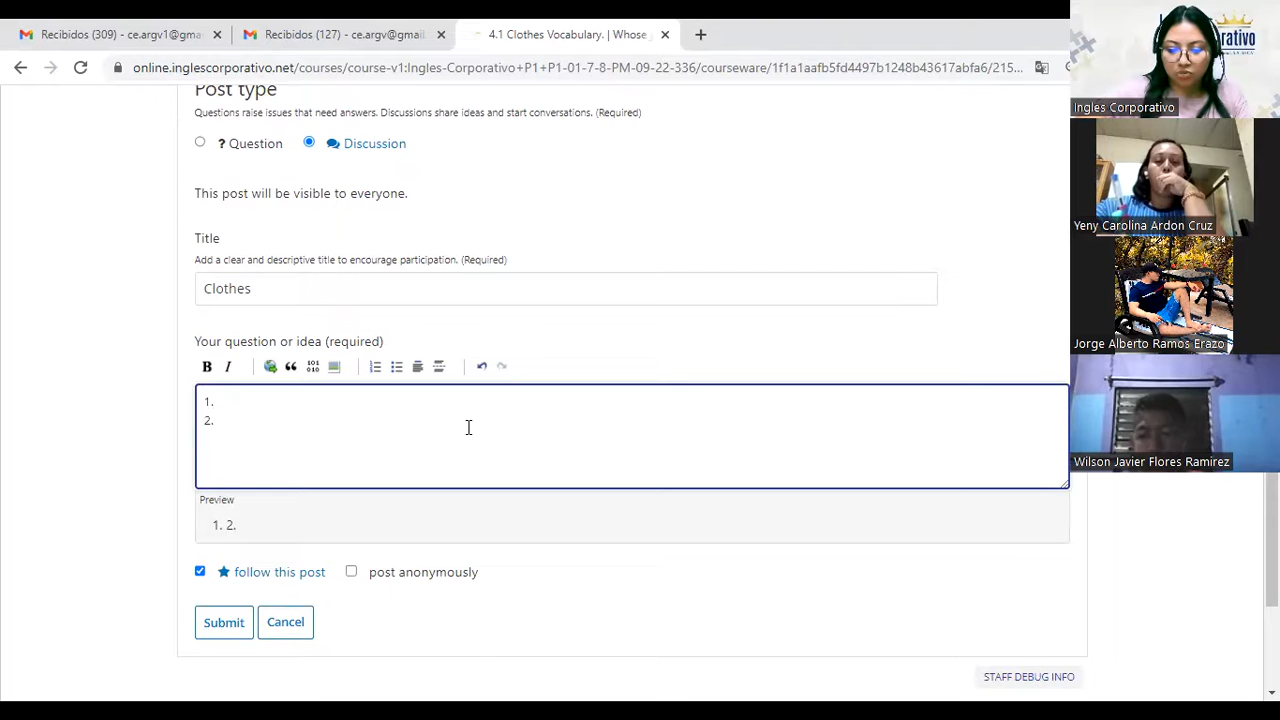 Recibidos (309) - ce.argv1@gma
Recibidos (127) - ce.argv@gmail.
4.1 Clothes Vocabulary. | Whose
online.inglescorporativo.net/courses/course-v1:Ingles-Corporativo+P1+P1-01-7-8-PM-09-22-336/courseware/1f1a1aafb5fd4497b1248b43617abfa6/215...
Post type
Questions raise issues that need answers. Discussions share ideas and start conversations. (Required)
? Question
Discussion
This post will be visible to everyone.
Title
Add a clear and descriptive title to encourage participation. (Required)
Clothes
Your question or idea (required)
B I
1.
2.
Preview
1. 2.
follow this post
post anonymously
Submit
Cancel
STAFF DEBUG INFO
Ingles Corporativo
Yeny Carolina Ardon Cruz
Jorge Alberto Ramos Erazo
Wilson Javier Flores Ramirez